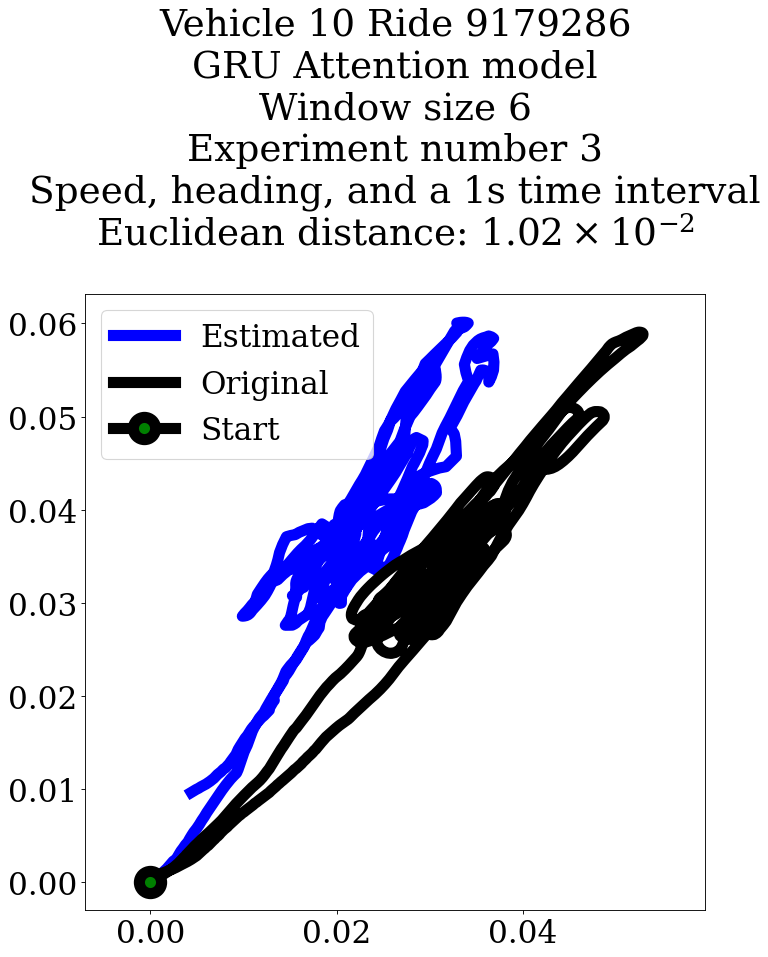 Vehicle 10 Ride 9179286
GRU Attention model
Window size 6
Experiment number 3
Speed, heading, and a 1s time interval
Euclidean distance: 1.02 × 10⁻²
Estimated
Original
Start
0.06
0.05
0.04
0.03
0.02
0.01
0.00
0.00 0.02 0.04